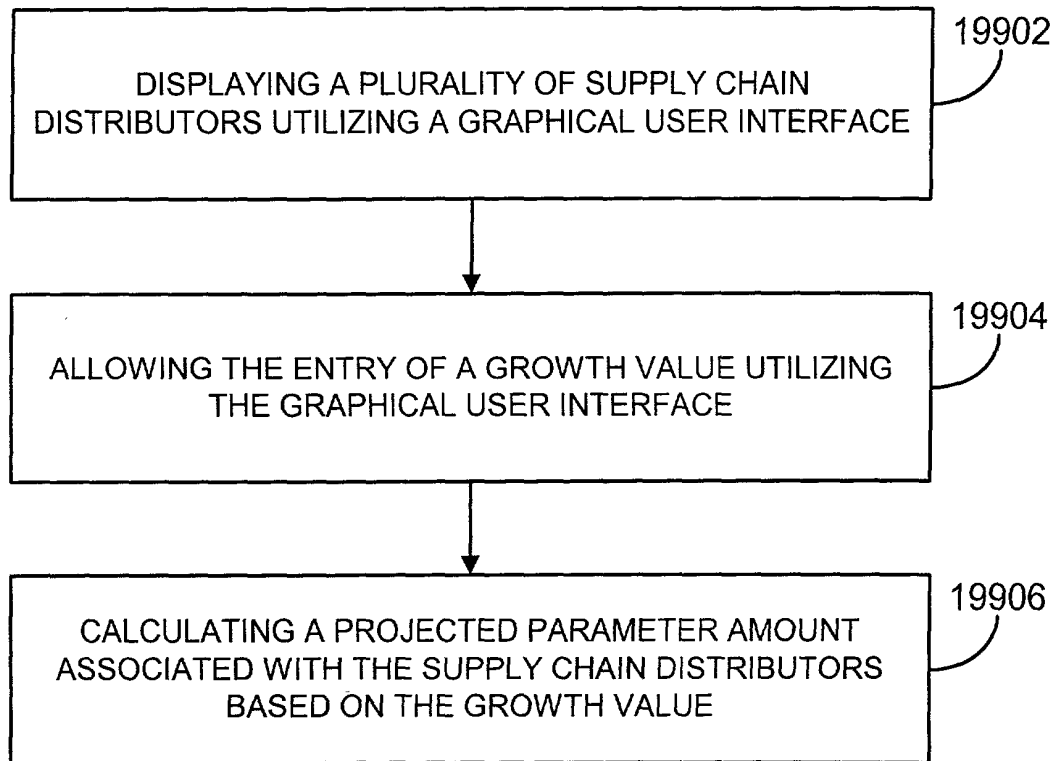 19902
DISPLAYING A PLURALITY OF SUPPLY CHAIN
DISTRIBUTORS UTILIZING A GRAPHICAL USER INTERFACE
19904
ALLOWING THE ENTRY OF A GROWTH VALUE UTILIZING
THE GRAPHICAL USER INTERFACE
19906
CALCULATING A PROJECTED PARAMETER AMOUNT
ASSOCIATED WITH THE SUPPLY CHAIN DISTRIBUTORS
BASED ON THE GROWTH VALUE